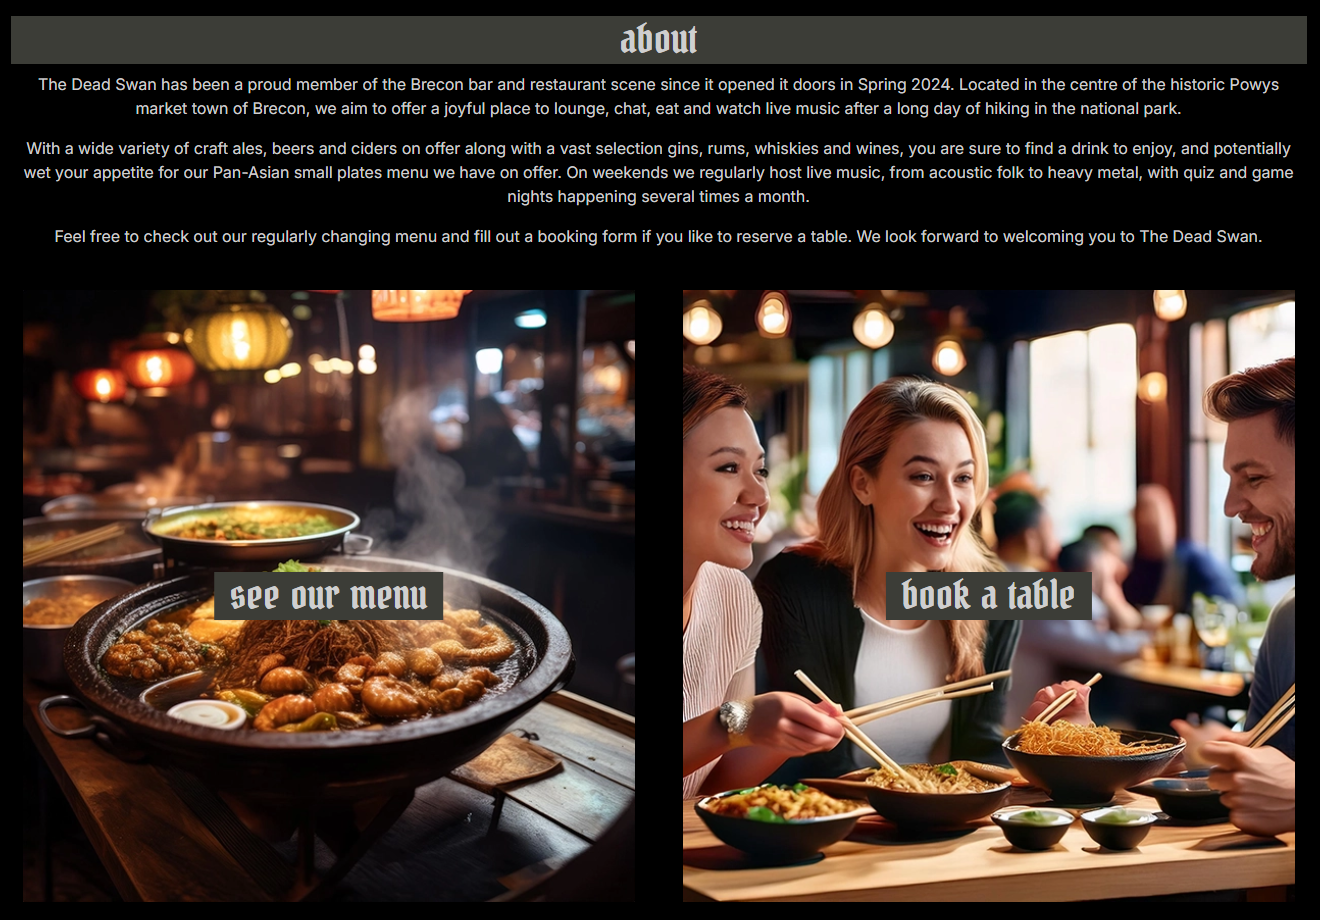 about
The Dead Swan has been a proud member of the Brecon bar and restaurant scene since it opened it doors in Spring 2024. Located in the centre of the historic Powys
market town of Brecon, we aim to offer a joyful place to lounge, chat, eat and watch live music after a long day of hiking in the national park.
With a wide variety of craft ales, beers and ciders on offer along with a vast selection gins, rums, whiskies and wines, you are sure to find a drink to enjoy, and potentially
wet your appetite for our Pan-Asian small plates menu we have on offer. On weekends we regularly host live music, from acoustic folk to heavy metal, with quiz and game
nights happening several times a month.
Feel free to check out our regularly changing menu and fill out a booking form if you like to reserve a table. We look forward to welcoming you to The Dead Swan.
see our menu
book a table